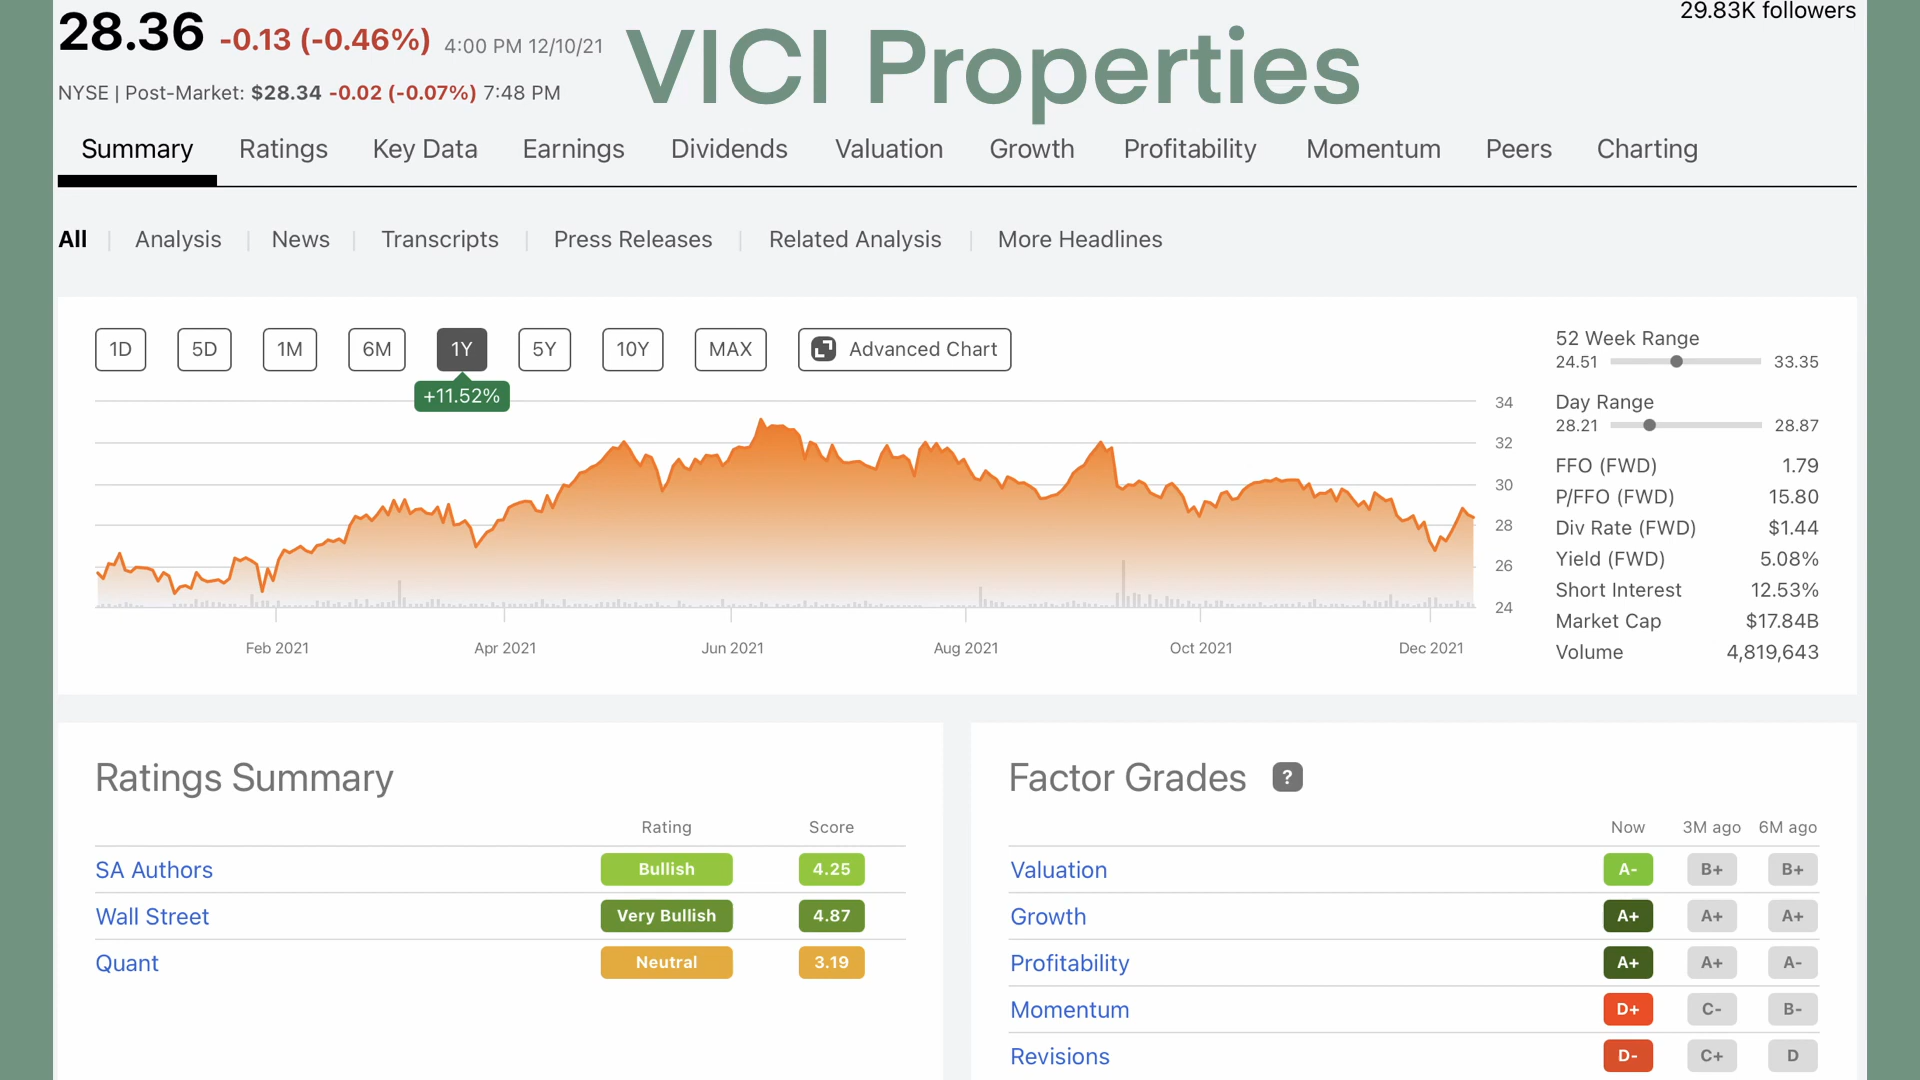 29.83K followers
28.36 -0.13 (-0.46%) 4:00 PM 12/10/21
VICI Properties
NYSE | Post-Market: $28.34 -0.02 (-0.07%) 7:48 PM
Summary Ratings Key Data Earnings Dividends Valuation Growth Profitability Momentum Peers Charting
All | Analysis | News | Transcripts | Press Releases | Related Analysis | More Headlines
1D 5D 1M 6M 1Y 5Y 10Y MAX Advanced Chart
+11.52%
34
32
30
28
26
24
Feb 2021 Apr 2021 Jun 2021 Aug 2021 Oct 2021 Dec 2021
52 Week Range
24.51 33.35
Day Range
28.21 28.87
FFO (FWD) 1.79
P/FFO (FWD) 15.80
Div Rate (FWD) $1.44
Yield (FWD) 5.08%
Short Interest 12.53%
Market Cap $17.84B
Volume 4,819,643
Ratings Summary
Rating Score
SA Authors Bullish 4.25
Wall Street Very Bullish 4.87
Quant Neutral 3.19
Factor Grades ?
Now 3M ago 6M ago
Valuation A- B+ B+
Growth A+ A+ A+
Profitability A+ A+ A-
Momentum D+ C- B-
Revisions D- C+ D